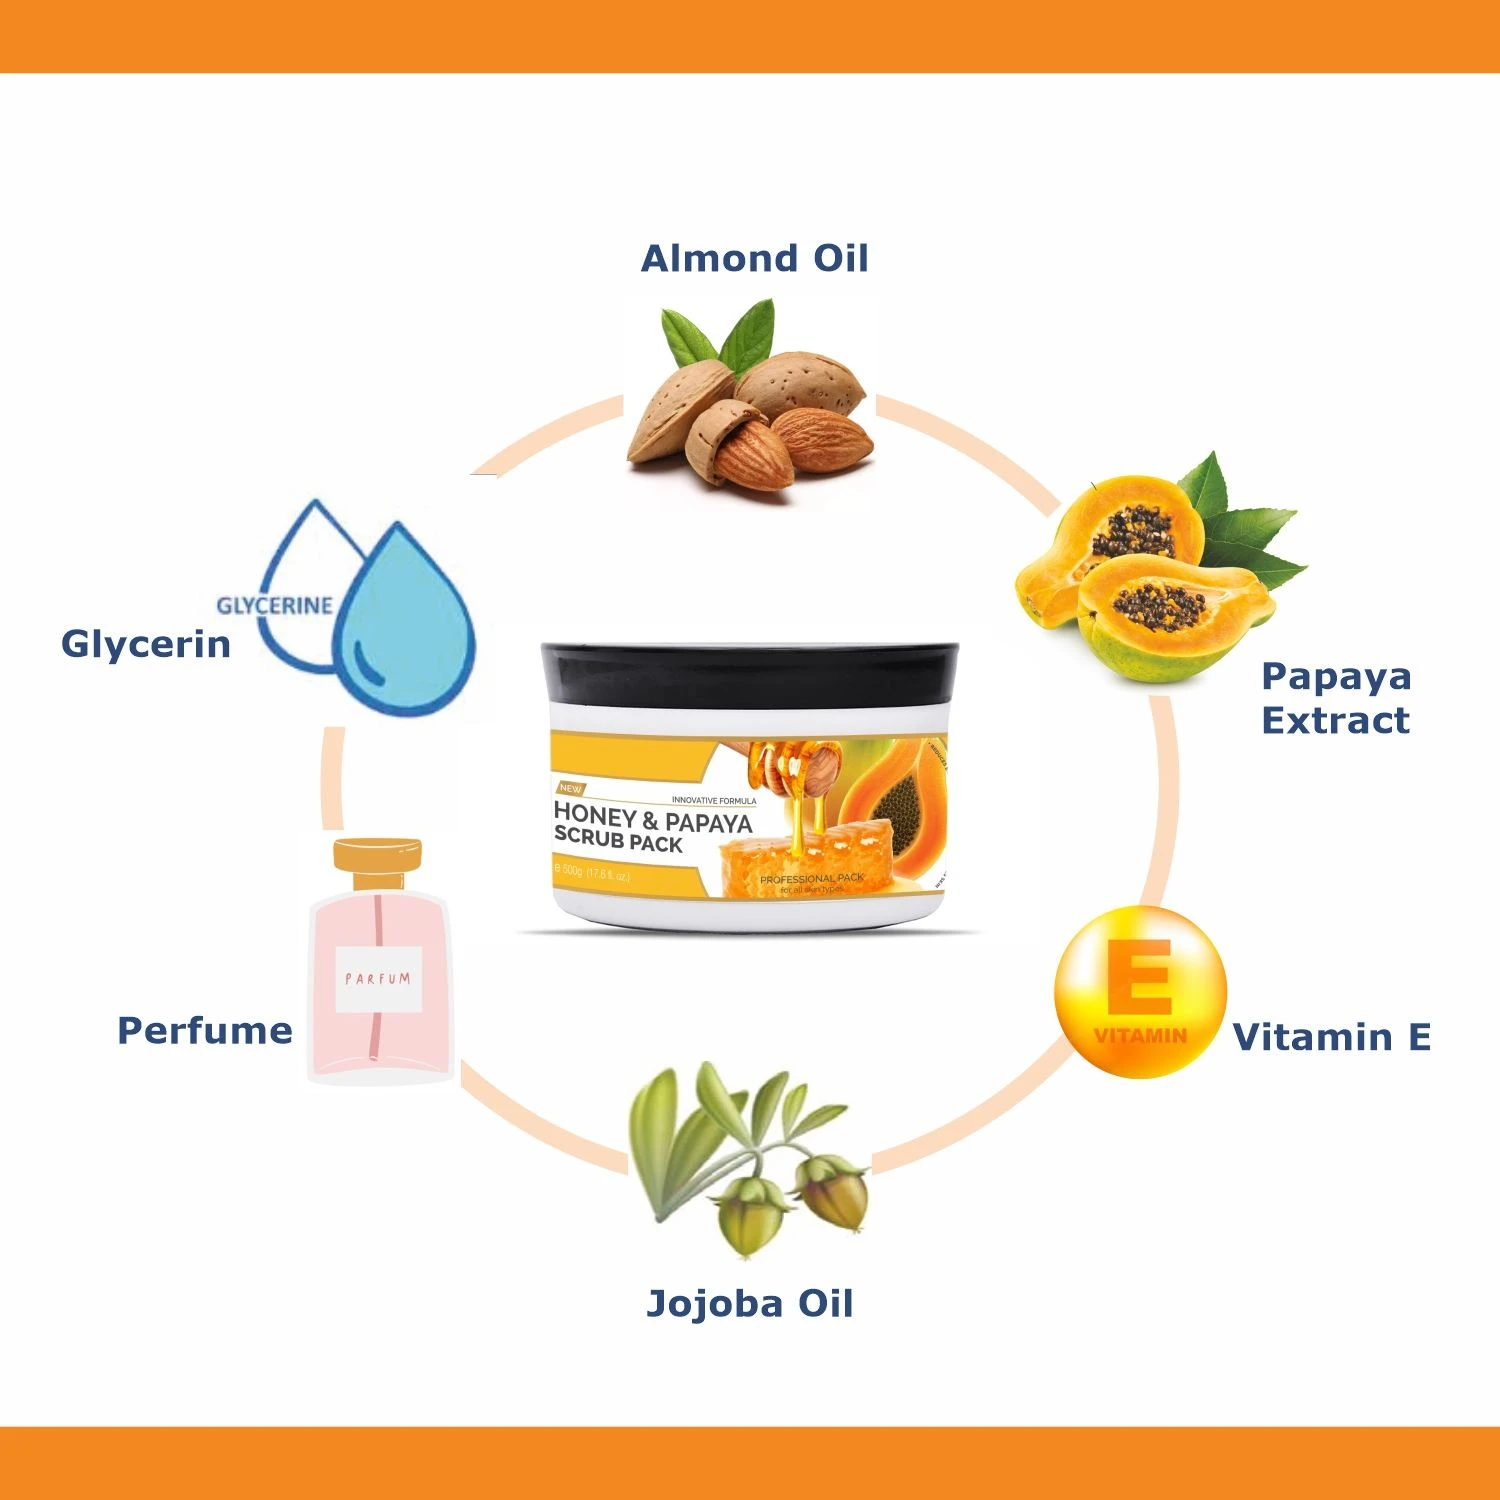 Almond Oil
GLYCERINE
Glycerin
Papaya
Extract
NEW
INNOVATIVE FORMULA
HONEY & PAPAYA
SCRUB PACK
e 500g (17.6 fl. oz.)
PROFESSIONAL PACK
for all skin types
PARFUM
Perfume
E
VITAMIN
Vitamin E
Jojoba Oil